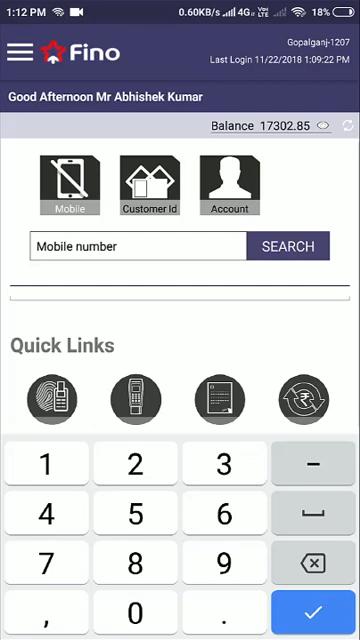 1:12 PM 0.60KB/s 4G VoLTE 18%
Fino
Gopalganj-1207
Last Login 11/22/2018 1:09:22 PM
Good Afternoon Mr Abhishek Kumar
Balance 17302.85
Mobile Customer Id Account
Mobile number SEARCH
Quick Links
1 2 3 –
4 5 6
7 8 9
, 0 .